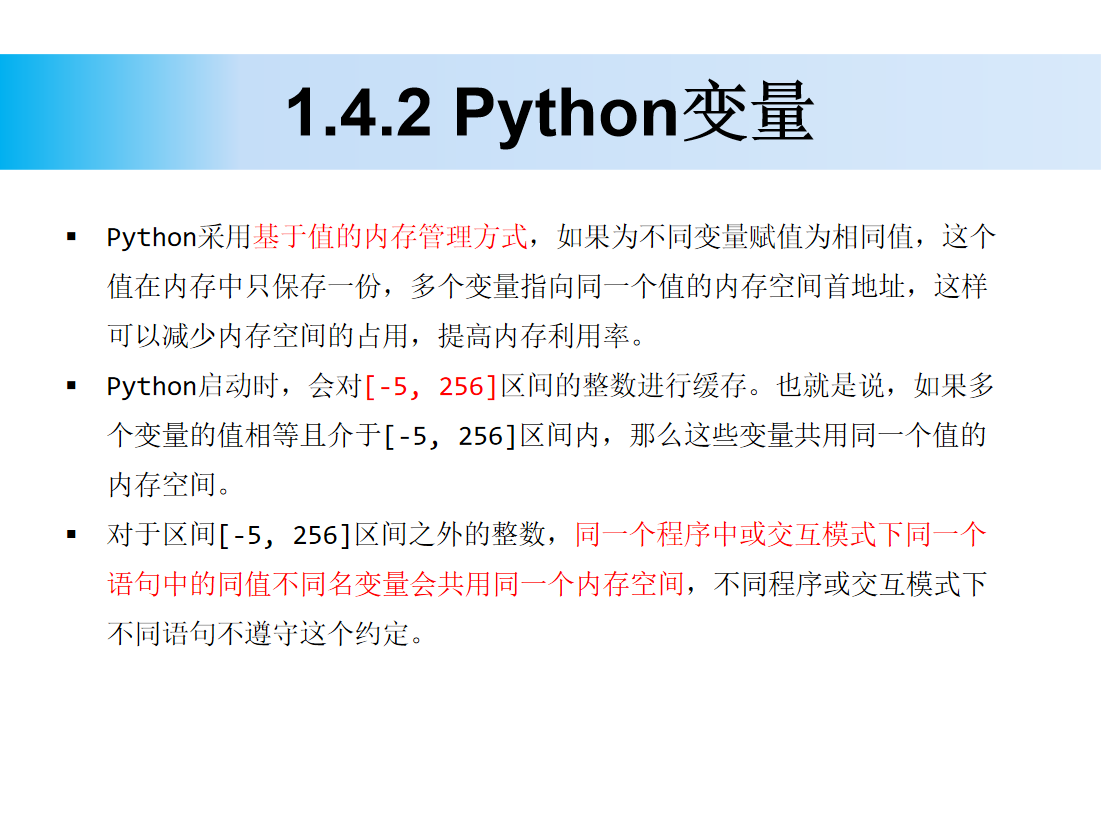 1.4.2 Python变量
▪ Python采用基于值的内存管理方式，如果为不同变量赋值为相同值，这个
值在内存中只保存一份，多个变量指向同一个值的内存空间首地址，这样
可以减少内存空间的占用，提高内存利用率。
▪ Python启动时，会对[-5, 256]区间的整数进行缓存。也就是说，如果多
个变量的值相等且介于[-5, 256]区间内，那么这些变量共用同一个值的
内存空间。
▪ 对于区间[-5, 256]区间之外的整数，同一个程序中或交互模式下同一个
语句中的同值不同名变量会共用同一个内存空间，不同程序或交互模式下
不同语句不遵守这个约定。